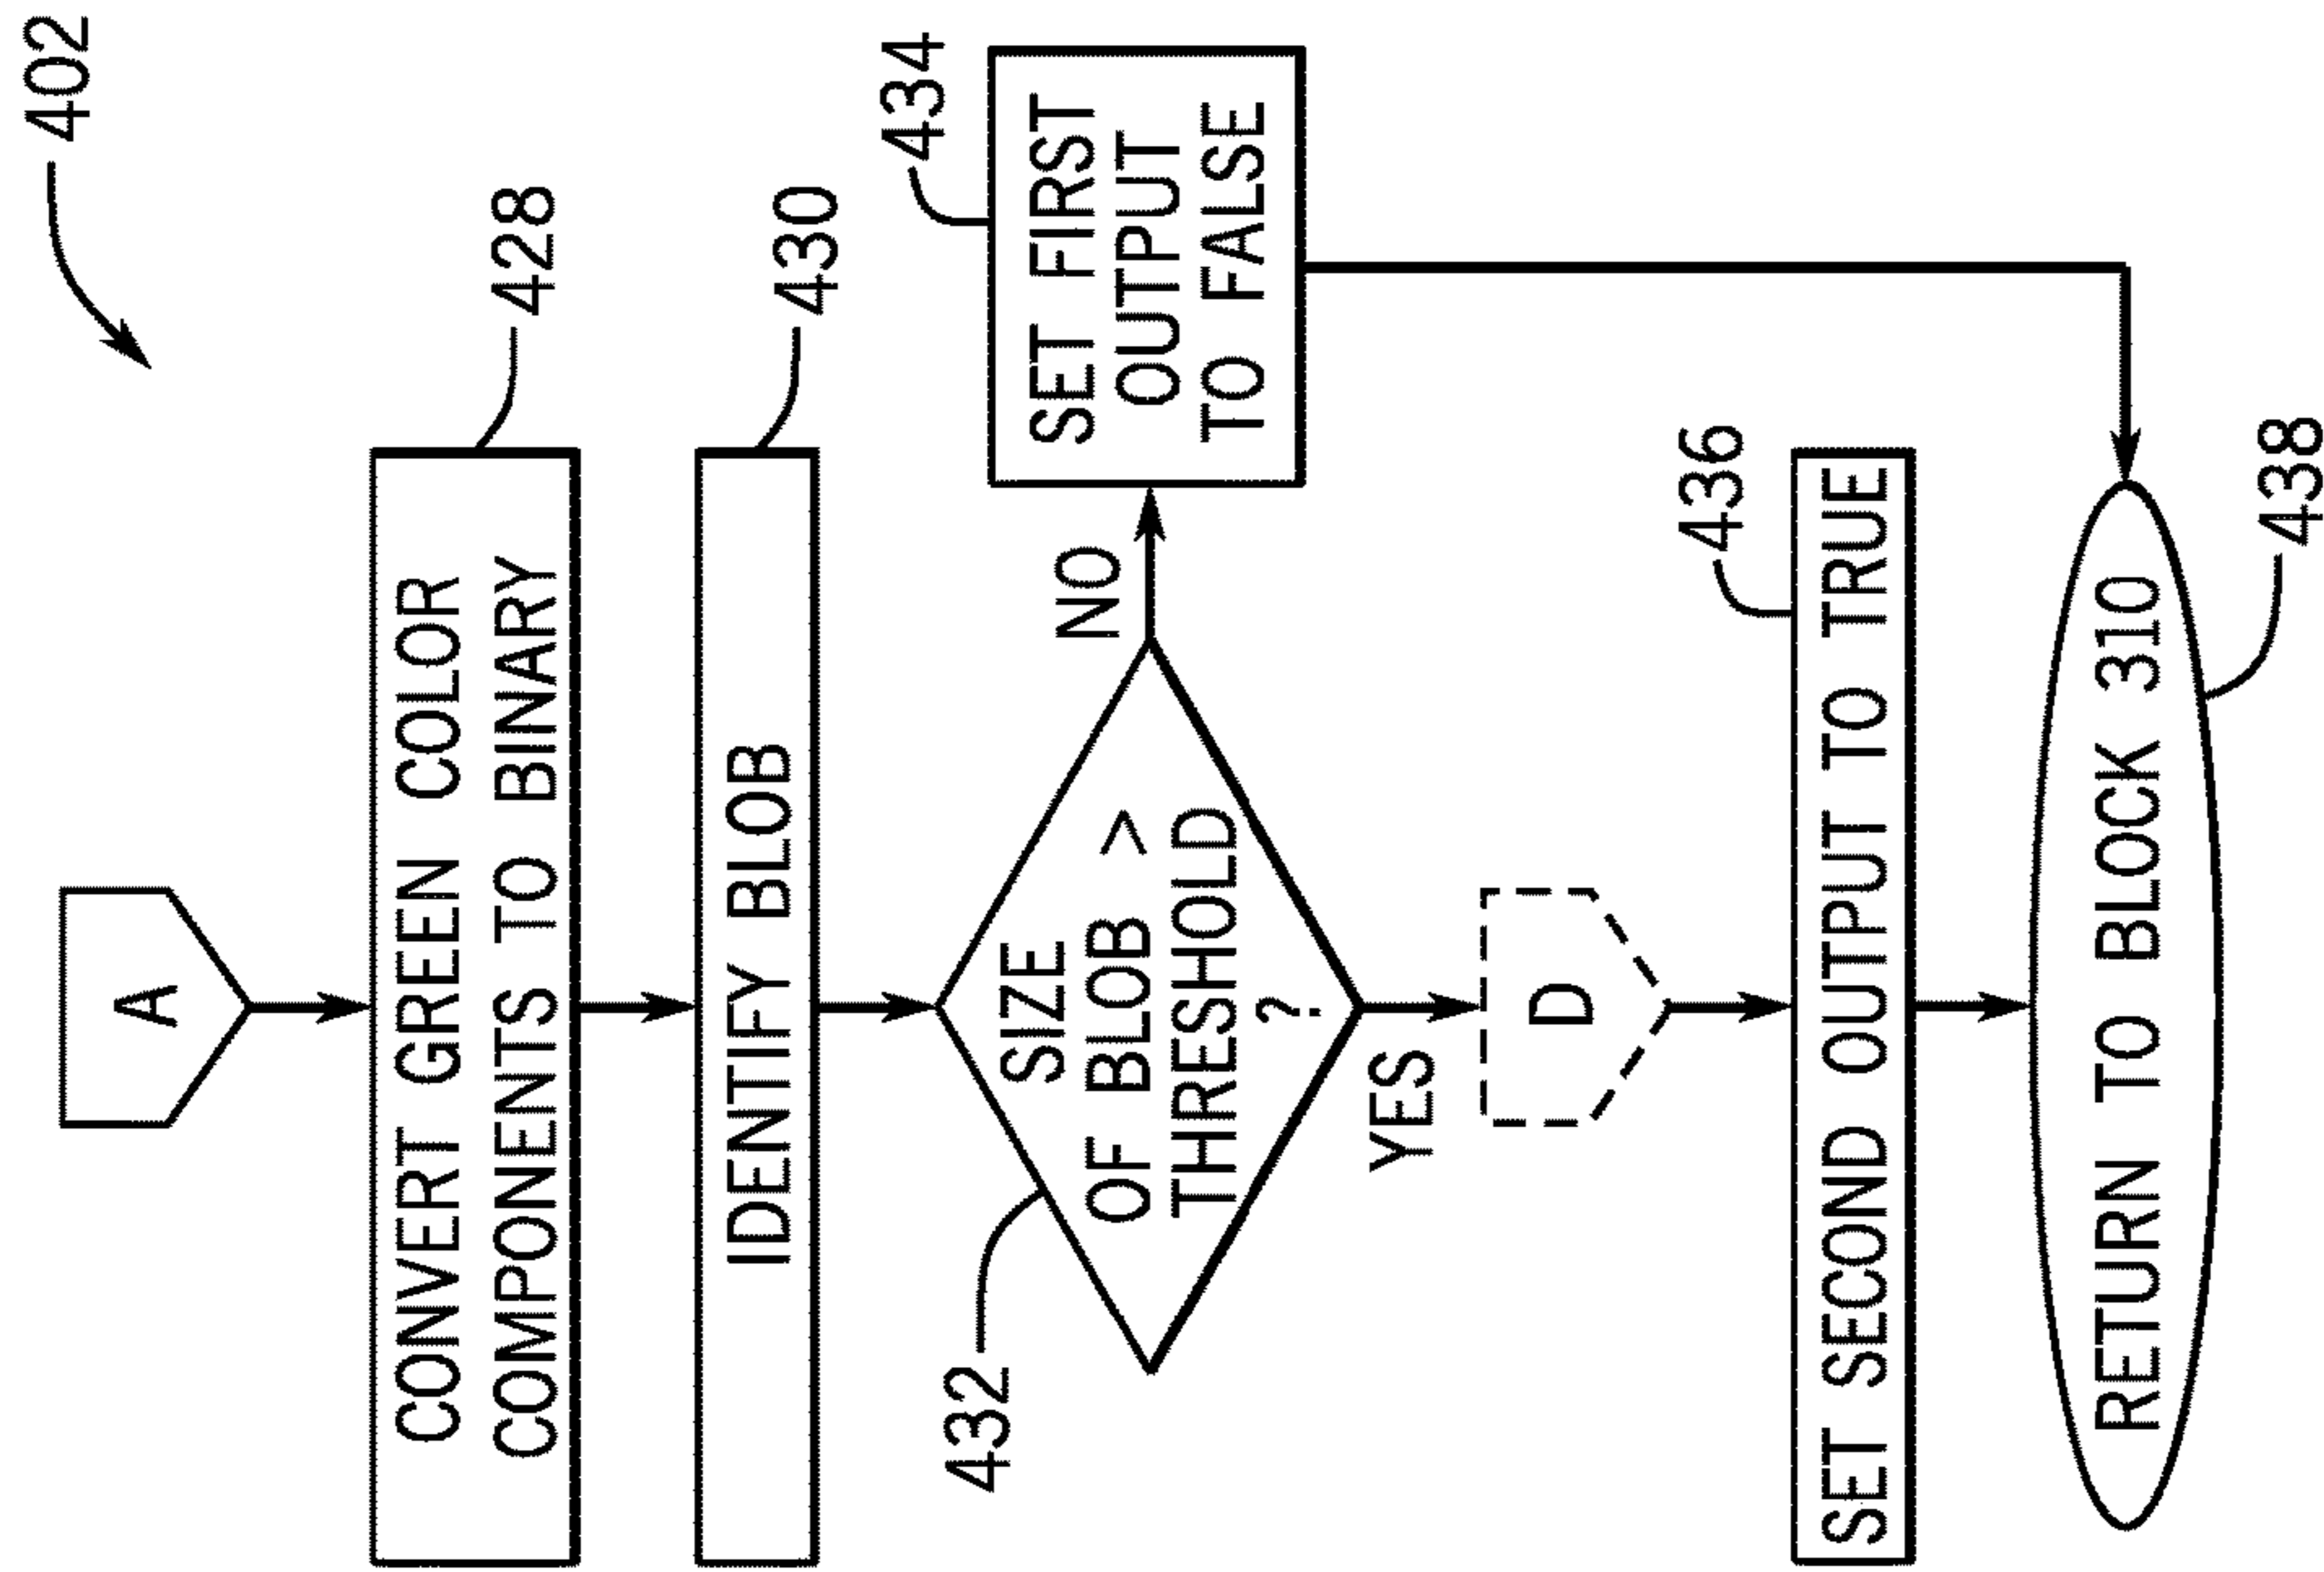 402
A
CONVERT GREEN COLOR
COMPONENTS TO BINARY
428
IDENTIFY BLOB
430
SIZE
OF BLOB >
THRESHOLD
?
432
NO
SET FIRST
OUTPUT
TO FALSE
434
YES
D
SET SECOND OUTPUT TO TRUE
436
RETURN TO BLOCK 310
438